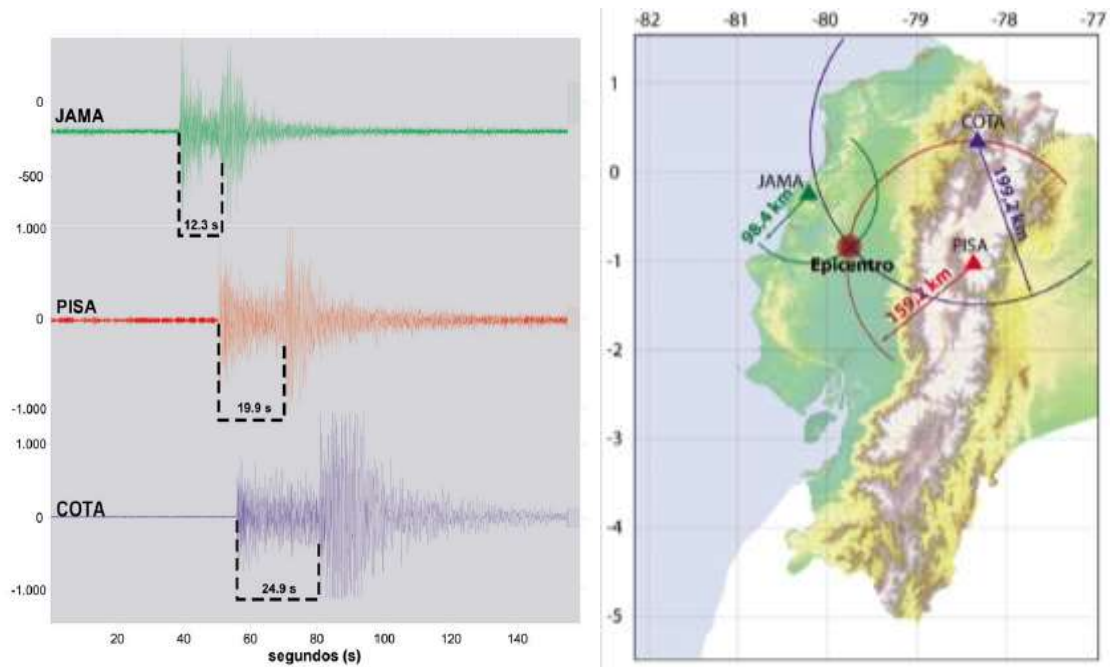 JAMA
0
-500
12.3 s
1.000
PISA
0
-1.000
19.9 s
1.000
COTA
0
-1.000
24.9 s
20 40 60 80 100 120 140
segundos (s)
-82 -81 -80 -79 -78 -77
1
0
-1
-2
-3
-4
-5
COTA
199,2 km
JAMA
98,4 km
PISA
Epicentro
159,2 km